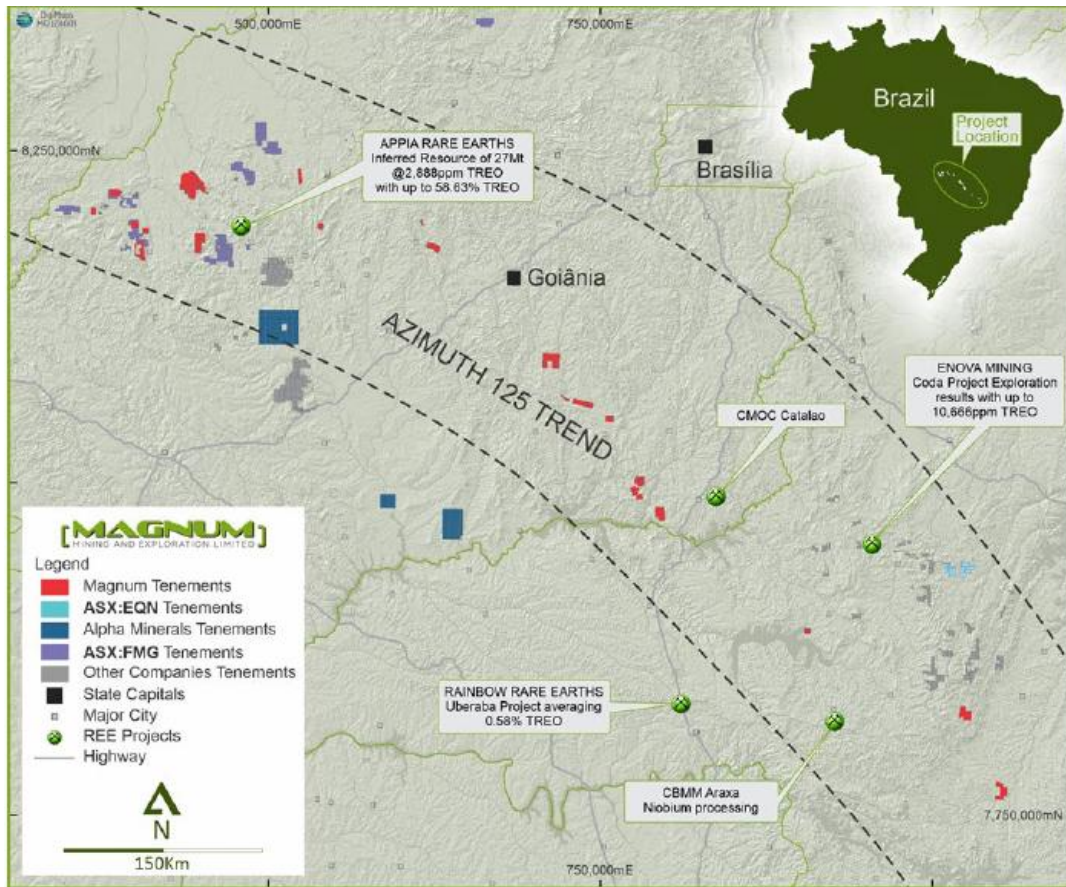 500,000mE
750,000mE
8,250,000mN
APPIA RARE EARTHS
Inferred Resource of 27Mt
@2,888ppm TREO
with up to 58.63% TREO
Brasília
Brazil
Project
Location
Goiânia
AZIMUTH 125 TREND
CMOC Catalao
ENOVA MINING
Coda Project Exploration
results with up to
10,666ppm TREO
[MAGNUM]
MINING AND EXPLORATION LIMITED
Legend
Magnum Tenements
ASX:EQN Tenements
Alpha Minerals Tenements
ASX:FMG Tenements
Other Companies Tenements
State Capitals
Major City
REE Projects
Highway
N
150Km
RAINBOW RARE EARTHS
Uberaba Project averaging
0.58% TREO
CBMM Araxa
Niobium processing
7,750,000mN
750,000mE